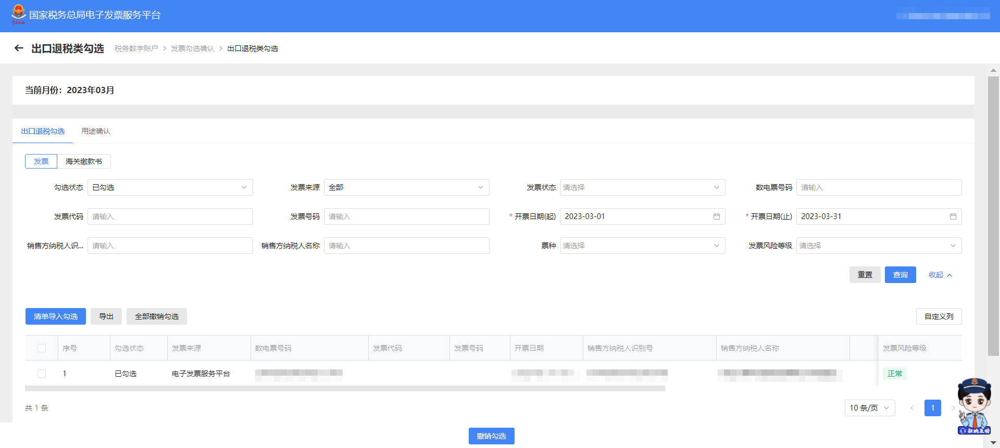 国家税务总局电子发票服务平台
出口退税类勾选 税务数字账户 > 发票勾选确认 > 出口退税类勾选
当前月份：2023年03月
出口退税勾选 用途确认
发票 海关缴款书
勾选状态 已勾选 发票来源 全部 发票状态 请选择 数电票号码 请输入
发票代码 请输入 发票号码 请输入 * 开票日期(起) 2023-03-01 * 开票日期(止) 2023-03-31
销售方纳税人识... 请输入 销售方纳税人名称 请输入 票种 请选择 发票风险等级 请选择
重置 查询 收起
清单导入勾选 导出 全部撤销勾选 自定义列
序号 勾选状态 发票来源 数电票号码 发票代码 发票号码 开票日期 销售方纳税人识别号 销售方纳税人名称 发票风险等级
1 已勾选 电子发票服务平台 正常
共 1 条 10 条/页 1
征纳互动
撤销勾选